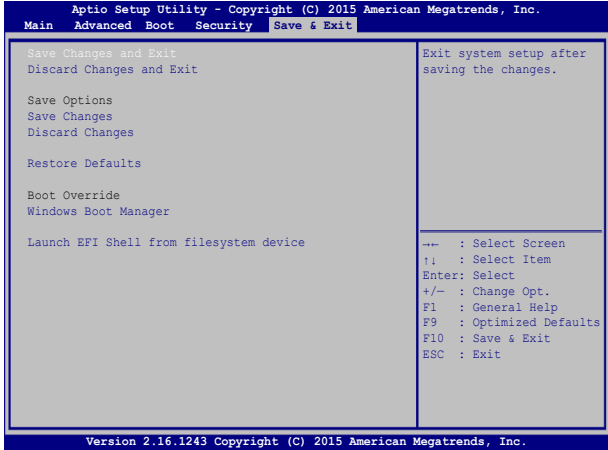 Aptio Setup Utility - Copyright (C) 2015 American Megatrends, Inc.
Main Advanced Boot Security Save & Exit
Save Changes and Exit
Discard Changes and Exit
Save Options
Save Changes
Discard Changes
Restore Defaults
Boot Override
Windows Boot Manager
Launch EFI Shell from filesystem device
Exit system setup after
saving the changes.
→← : Select Screen
↑↓ : Select Item
Enter: Select
+/— : Change Opt.
F1 : General Help
F9 : Optimized Defaults
F10 : Save & Exit
ESC : Exit
Version 2.16.1243 Copyright (C) 2015 American Megatrends, Inc.